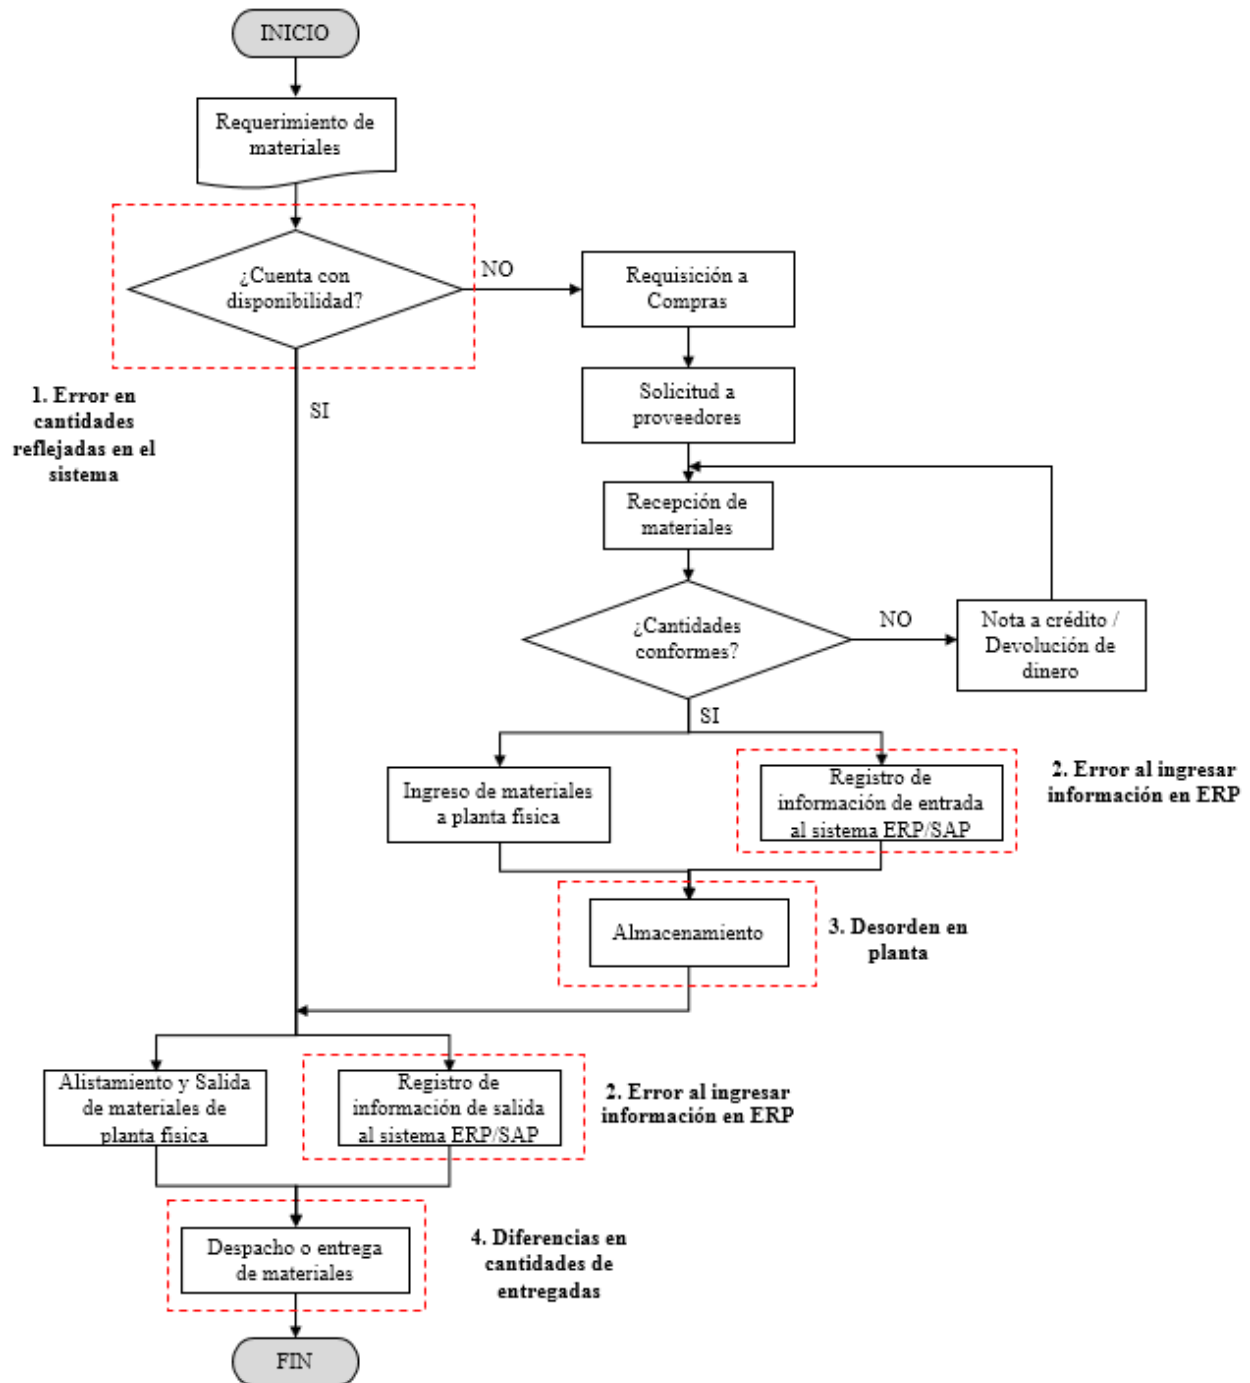 INICIO
Requerimiento de
materiales
¿Cuenta con
disponibilidad?
NO
Requisición a
Compras
1. Error en
cantidades
reflejadas en el
sistema
SI
Solicitud a
proveedores
Recepción de
materiales
¿Cantidades
conformes?
NO
Nota a crédito /
Devolución de
dinero
SI
Ingreso de materiales
a planta física
Registro de
información de entrada
al sistema ERP/SAP
2. Error al ingresar
información en ERP
Almacenamiento
3. Desorden en
planta
Alistamiento y Salida
de materiales de
planta física
Registro de
información de salida
al sistema ERP/SAP
2. Error al ingresar
información en ERP
Despacho o entrega
de materiales
4. Diferencias en
cantidades de
entregadas
FIN